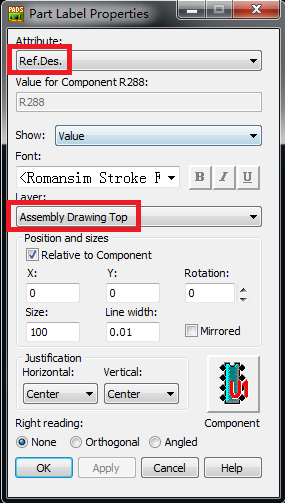 PADS
Part Label Properties
Attribute:
Ref.Des.
Value for Component R288
R288
Show: Value
Font:
<Romansim Stroke F B I U
Layer:
Assembly Drawing Top
Position and sizes
Relative to Component
X: Y: Rotation:
0 0 0
Size: Line width:
100 0.01 Mirrored
Justification
Horizontal: Vertical:
Center Center
U1
Component
Right reading:
None Orthogonal Angled
OK Apply Cancel Help